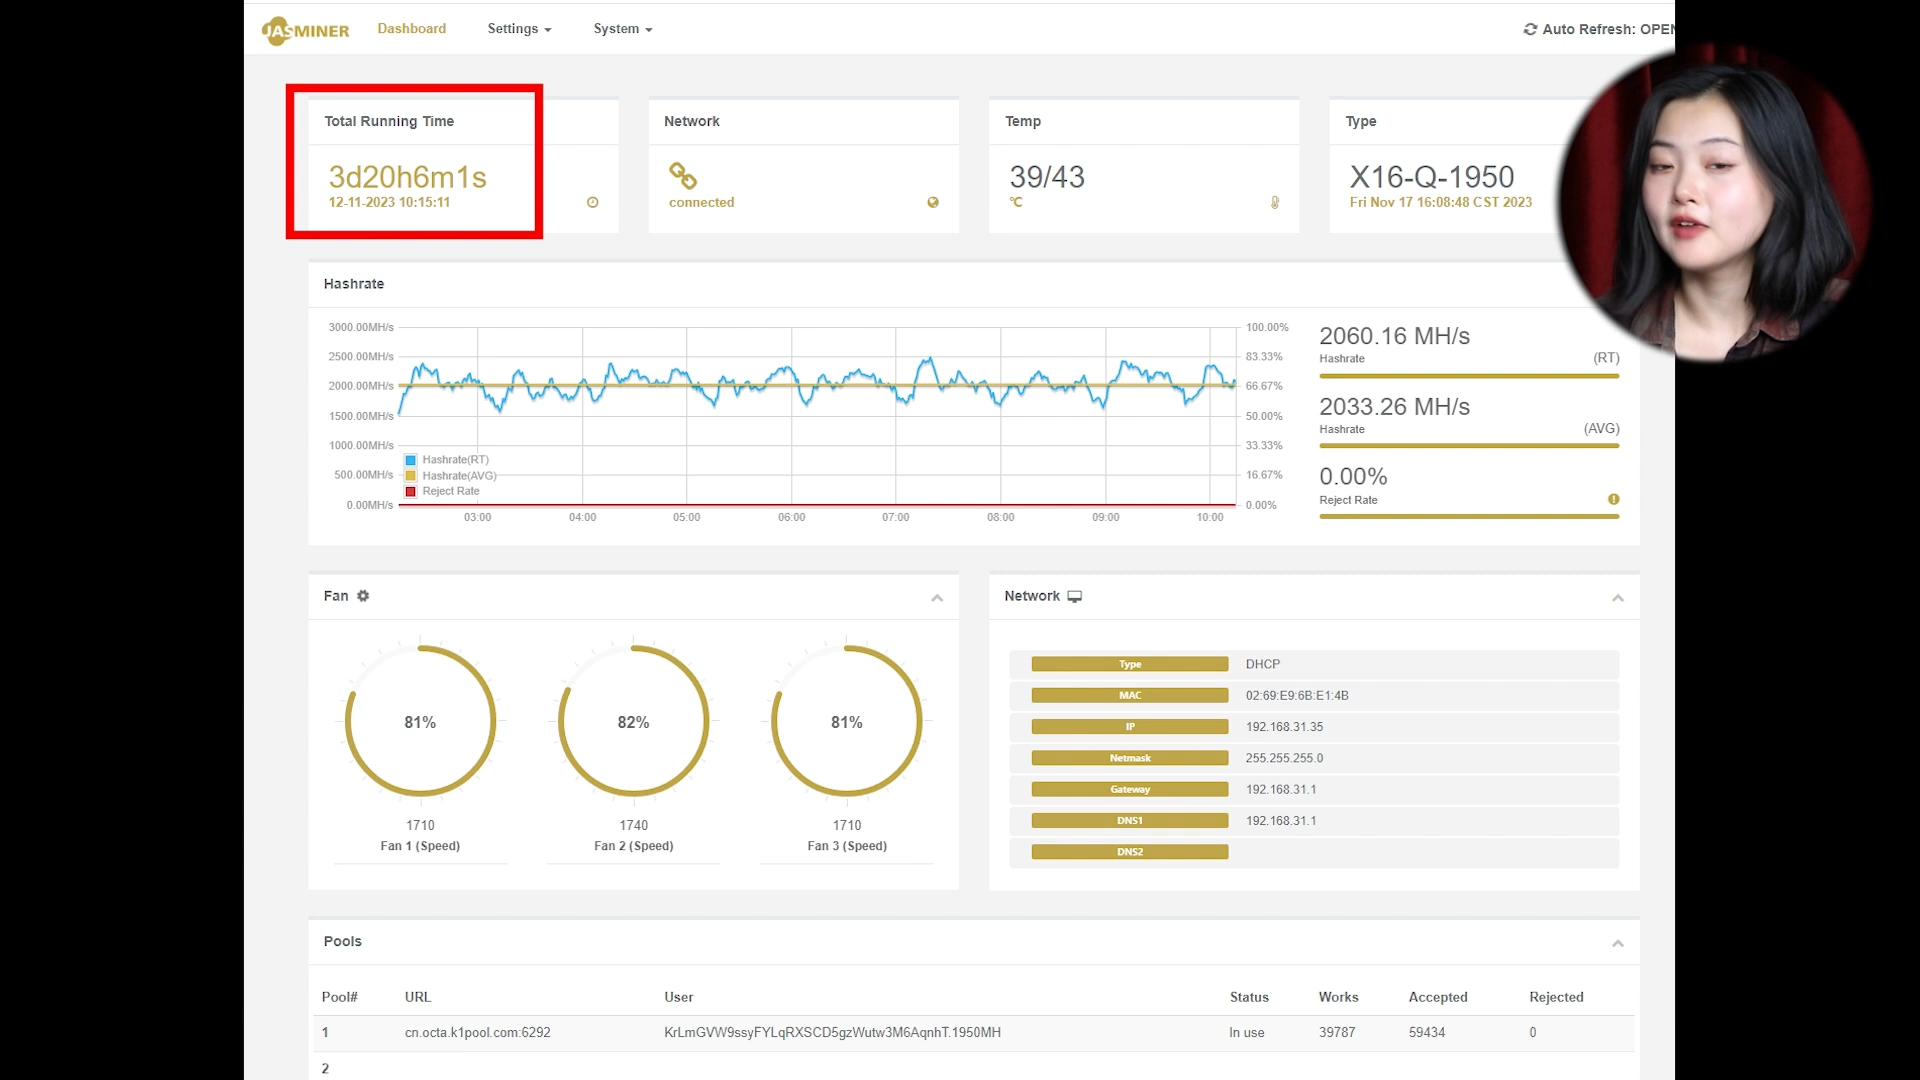 JASMINER Dashboard Settings System Auto Refresh: OPEN
Total Running Time
3d20h6m1s
12-11-2023 10:15:11
Network
connected
Temp
39/43
°C
Type
X16-Q-1950
Fri Nov 17 16:08:48 CST 2023
Hashrate
3000.00MH/s
2500.00MH/s
2000.00MH/s
1500.00MH/s
1000.00MH/s
500.00MH/s
0.00MH/s
Hashrate(RT)
Hashrate(AVG)
Reject Rate
100.00%
83.33%
66.67%
50.00%
33.33%
16.67%
0.00%
03:00 04:00 05:00 06:00 07:00 08:00 09:00 10:00
2060.16 MH/s
Hashrate (RT)
2033.26 MH/s
Hashrate (AVG)
0.00%
Reject Rate
Fan
81% 82% 81%
1710 1740 1710
Fan 1 (Speed) Fan 2 (Speed) Fan 3 (Speed)
Network
Type DHCP
MAC 02:69:E9:6B:E1:4B
IP 192.168.31.35
Netmask 255.255.255.0
Gateway 192.168.31.1
DNS1 192.168.31.1
DNS2
Pools
Pool# URL User Status Works Accepted Rejected
1 cn.octa.k1pool.com:6292 KrLmGVW9ssyFYLqRXSCD5gzWutw3M6AqnhT.1950MH In use 39787 59434 0
2